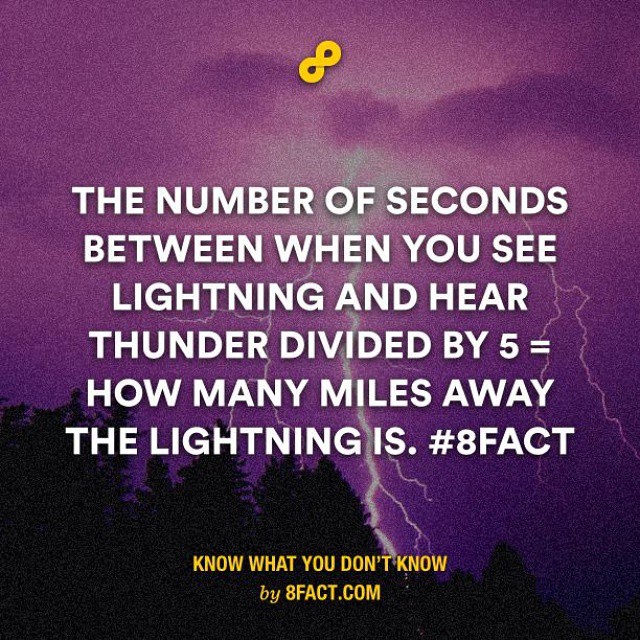 THE NUMBER OF SECONDS
BETWEEN WHEN YOU SEE
LIGHTNING AND HEAR
THUNDER DIVIDED BY 5 =
HOW MANY MILES AWAY
THE LIGHTNING IS. #8FACT
KNOW WHAT YOU DON'T KNOW
by 8FACT.COM